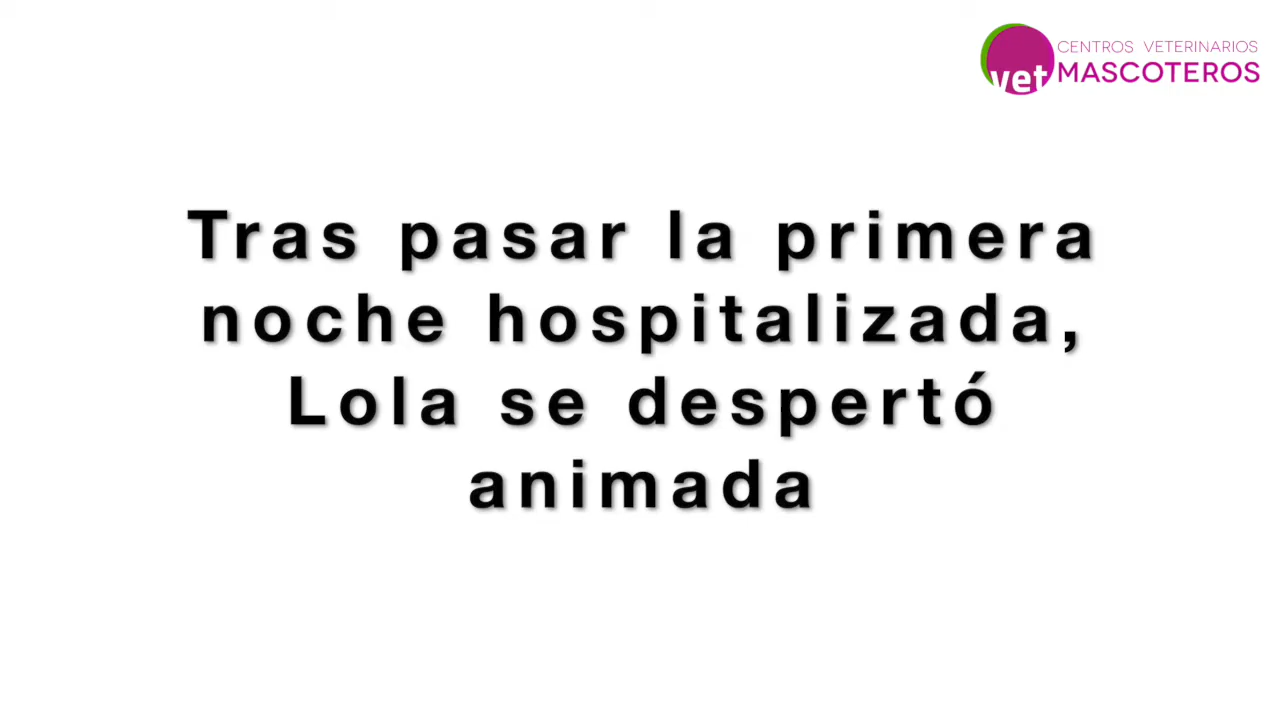 CENTROS VETERINARIOS
vet MASCOTEROS
Tras pasar la primera
noche hospitalizada,
Lola se despertó
animada